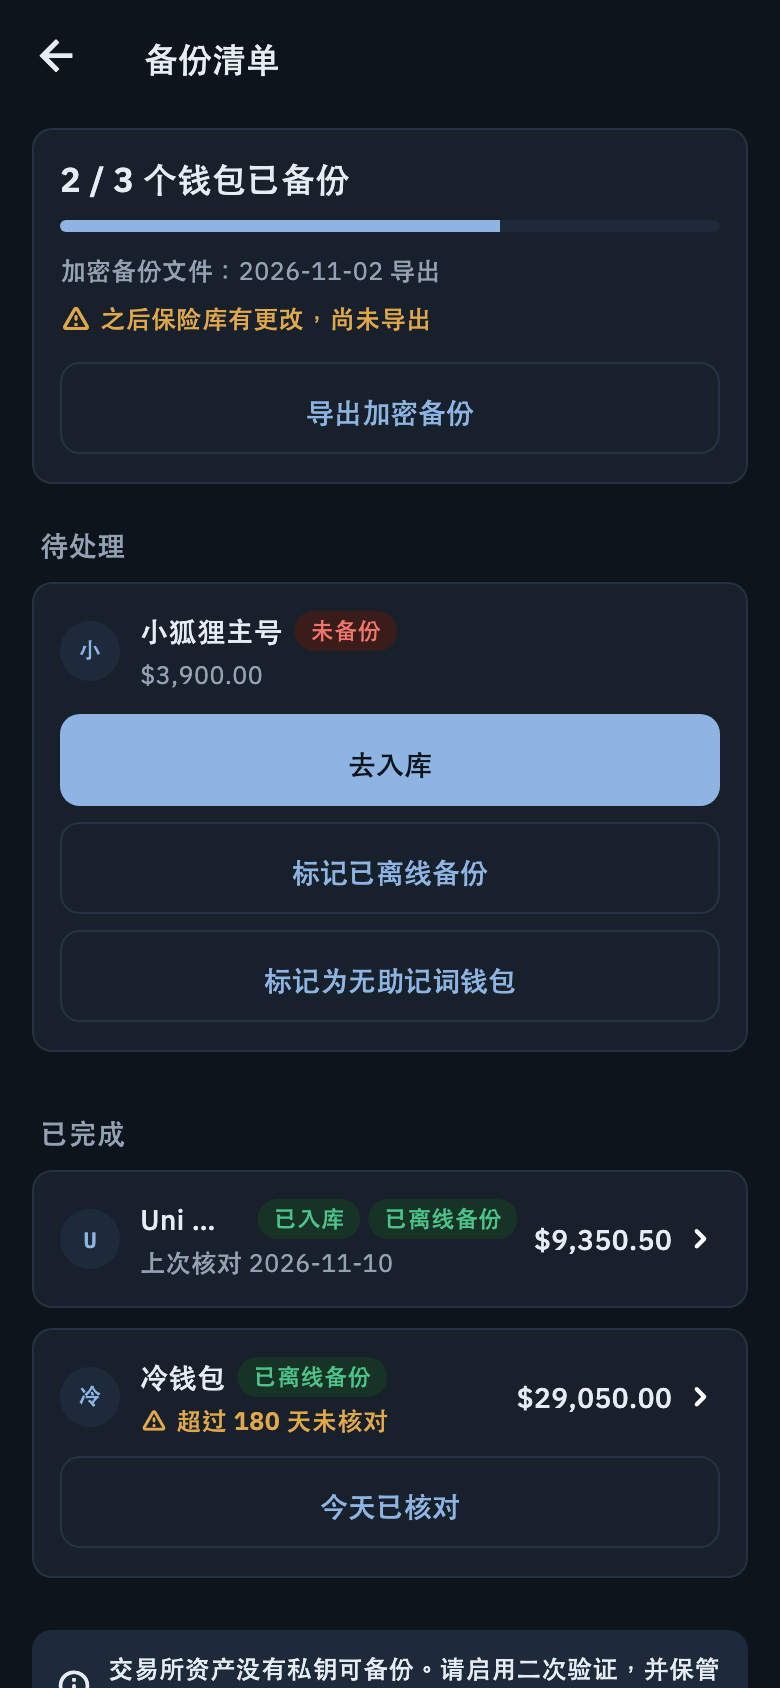 备份清单
2 / 3 个钱包已备份
加密备份文件：2026-11-02 导出
之后保险库有更改，尚未导出
导出加密备份
待处理
小
小狐狸主号 未备份
$3,900.00
去入库
标记已离线备份
标记为无助记词钱包
已完成
U
Uni ... 已入库 已离线备份
上次核对 2026-11-10
$9,350.50
冷
冷钱包 已离线备份
超过 180 天未核对
$29,050.00
今天已核对
交易所资产没有私钥可备份。请启用二次验证，并保管